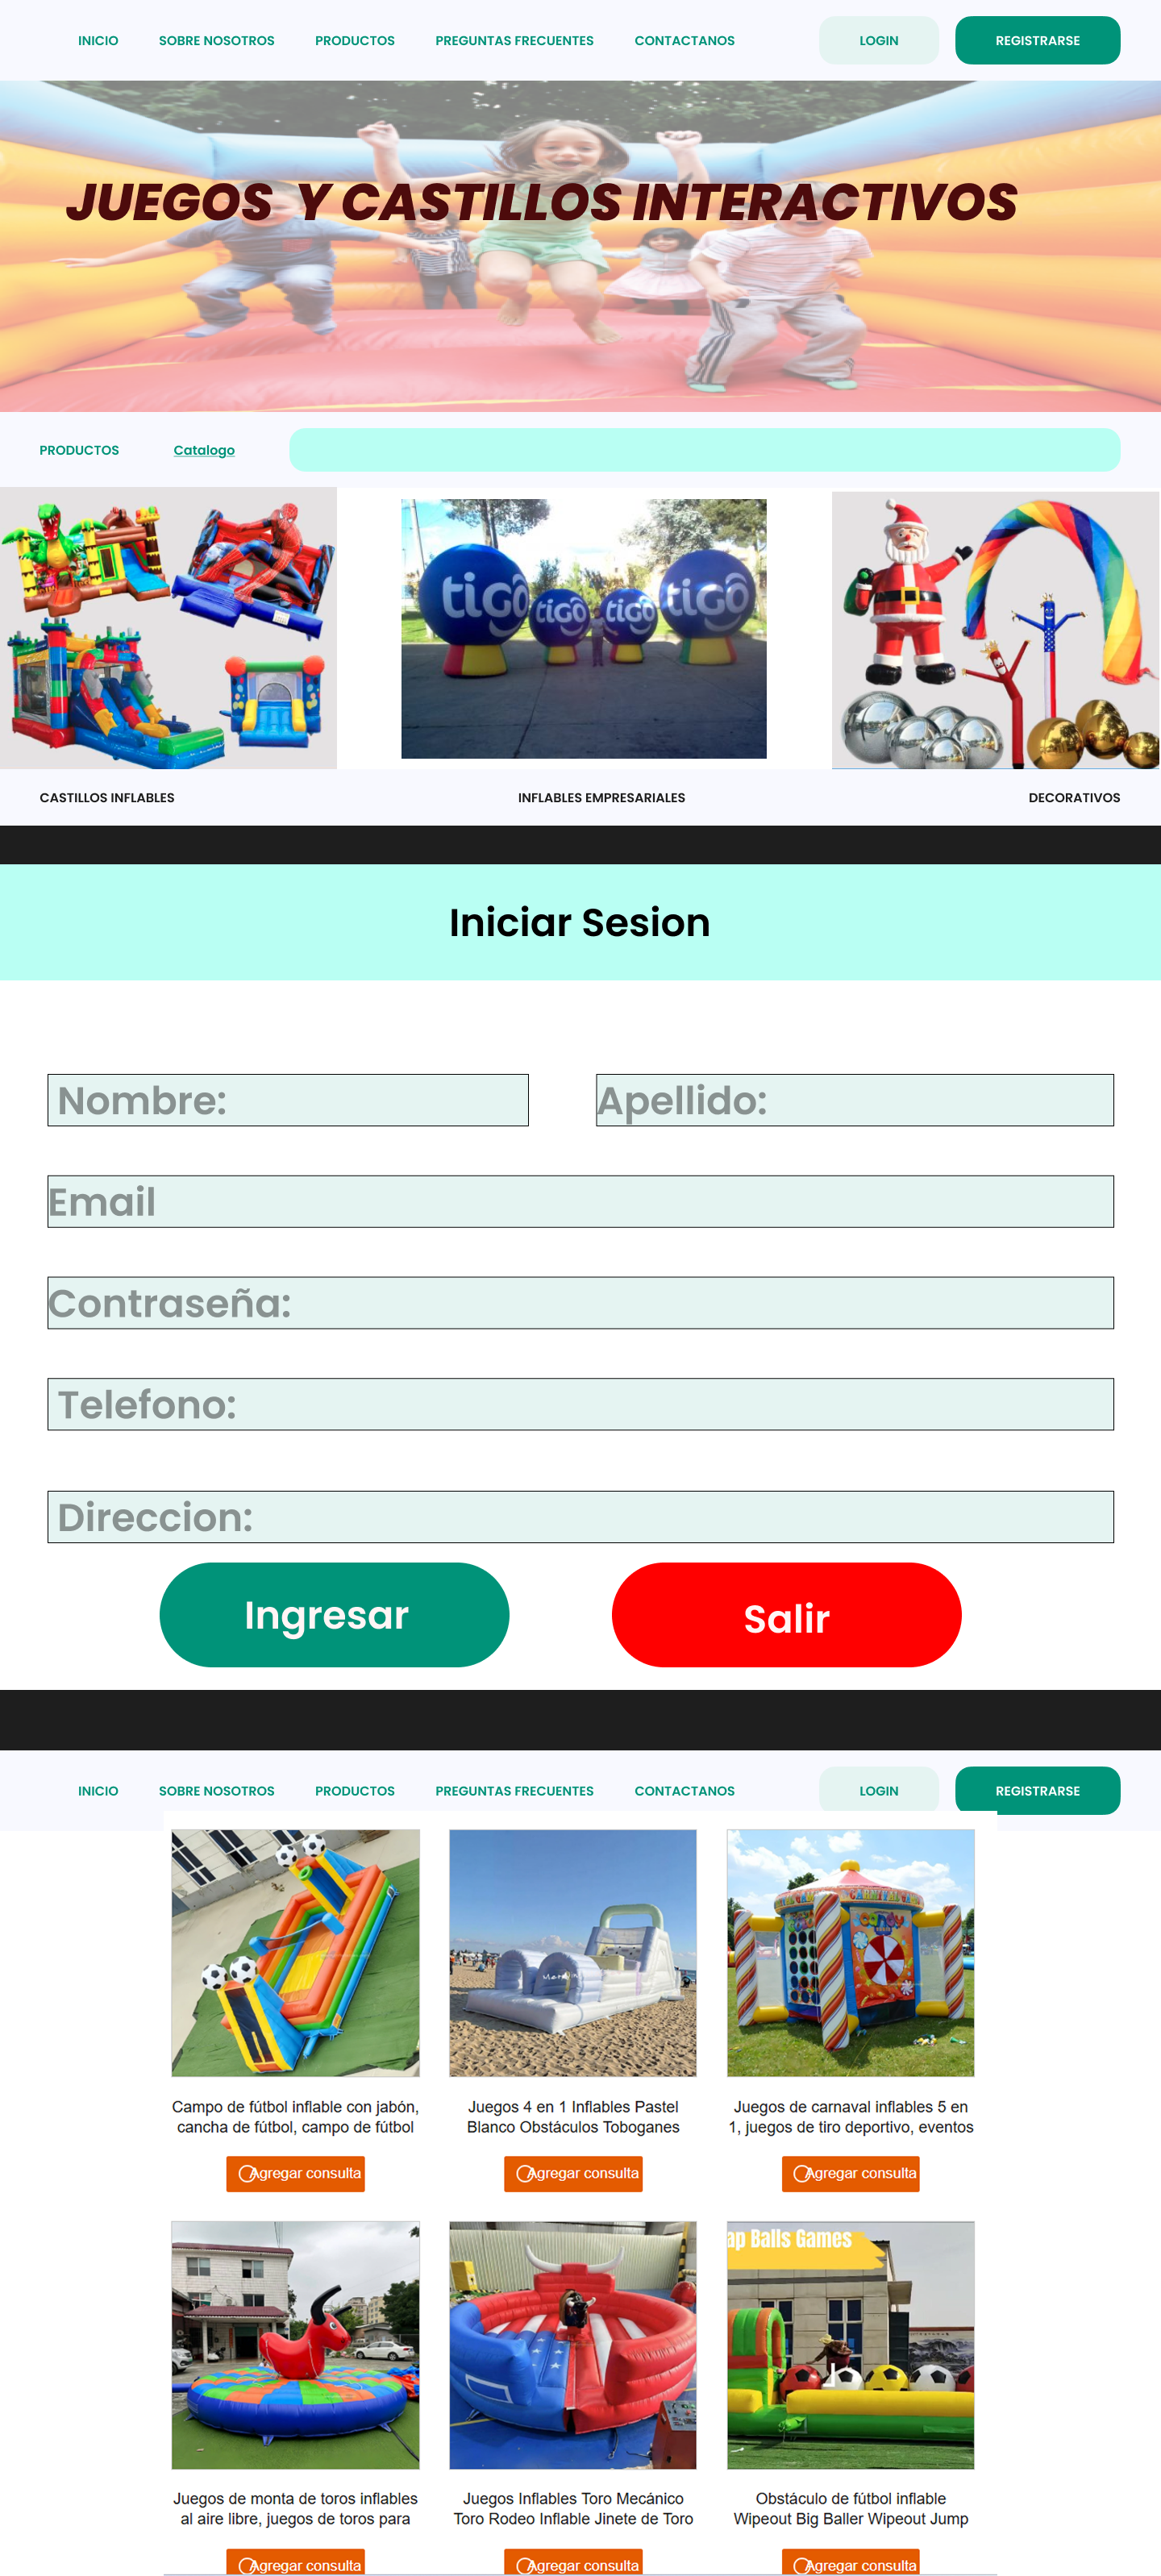 INICIO SOBRE NOSOTROS PRODUCTOS PREGUNTAS FRECUENTES CONTACTANOS LOGIN REGISTRARSE
JUEGOS Y CASTILLOS INTERACTIVOS
PRODUCTOS Catalogo
tigo tigo tigo tigo
CASTILLOS INFLABLES INFLABLES EMPRESARIALES DECORATIVOS
Iniciar Sesion
Nombre: Apellido:
Email
Contraseña:
Telefono:
Direccion:
Ingresar Salir
INICIO SOBRE NOSOTROS PRODUCTOS PREGUNTAS FRECUENTES CONTACTANOS LOGIN REGISTRARSE
Campo de fútbol inflable con jabón,
cancha de fútbol, campo de fútbol
Agregar consulta
Juegos 4 en 1 Inflables Pastel
Blanco Obstáculos Toboganes
Agregar consulta
Juegos de carnaval inflables 5 en
1, juegos de tiro deportivo, eventos
Agregar consulta
ap Balls Games
Juegos de monta de toros inflables
al aire libre, juegos de toros para
Agregar consulta
Juegos Inflables Toro Mecánico
Toro Rodeo Inflable Jinete de Toro
Agregar consulta
Obstáculo de fútbol inflable
Wipeout Big Baller Wipeout Jump
Agregar consulta